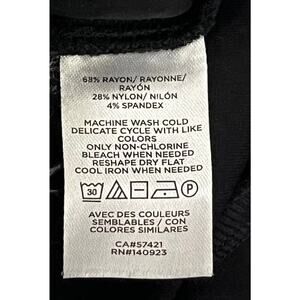 68% RAYON/ RAYONNE/
RAYÓN
28% NYLON/ NILÓN
4% SPANDEX
MACHINE WASH COLD
DELICATE CYCLE WITH LIKE
COLORS
ONLY NON-CHLORINE
BLEACH WHEN NEEDED
RESHAPE DRY FLAT
COOL IRON WHEN NEEDED
30 P
AVEC DES COULEURS
SEMBLABLES / CON
COLORES SIMILARES
CA#57421
RN#140923